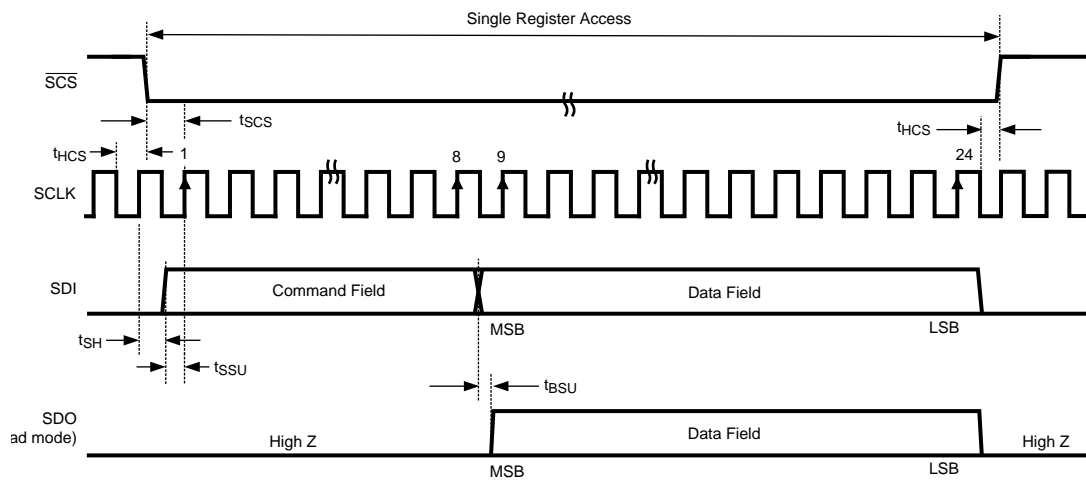 Single Register Access
SCS
tSCS
tHCS
tHCS
1
8
9
24
SCLK
SDI
Command Field
Data Field
MSB
LSB
tSH
tSSU
tBSU
SDO
ad mode)
High Z
Data Field
High Z
MSB
LSB